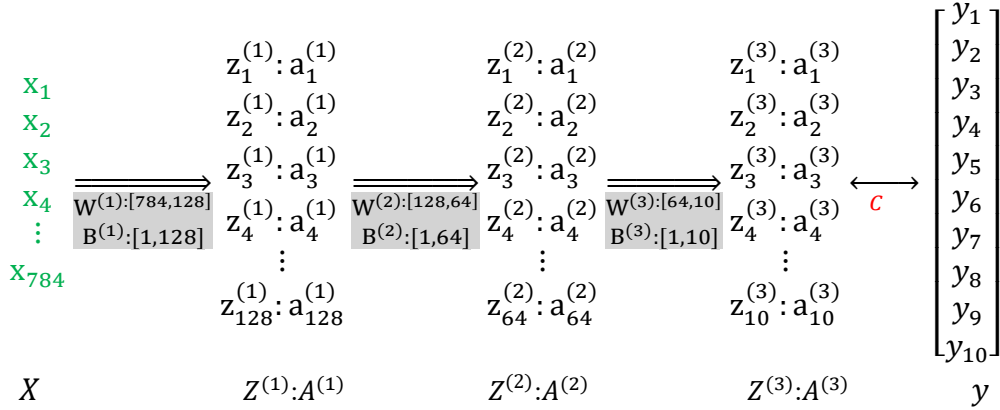 x₁
x₂
x₃
x₄
⋮
x₇₈₄
W⁽¹⁾:[784,128]
B⁽¹⁾:[1,128]
z₁⁽¹⁾: a₁⁽¹⁾
z₂⁽¹⁾: a₂⁽¹⁾
z₃⁽¹⁾: a₃⁽¹⁾
z₄⁽¹⁾: a₄⁽¹⁾
⋮
z₁₂₈⁽¹⁾: a₁₂₈⁽¹⁾
W⁽²⁾:[128,64]
B⁽²⁾:[1,64]
z₁⁽²⁾: a₁⁽²⁾
z₂⁽²⁾: a₂⁽²⁾
z₃⁽²⁾: a₃⁽²⁾
z₄⁽²⁾: a₄⁽²⁾
⋮
z₆₄⁽²⁾: a₆₄⁽²⁾
W⁽³⁾:[64,10]
B⁽³⁾:[1,10]
z₁⁽³⁾: a₁⁽³⁾
z₂⁽³⁾: a₂⁽³⁾
z₃⁽³⁾: a₃⁽³⁾
z₄⁽³⁾: a₄⁽³⁾
⋮
z₁₀⁽³⁾: a₁₀⁽³⁾
C
y₁
y₂
y₃
y₄
y₅
y₆
y₇
y₈
y₉
y₁₀
X Z⁽¹⁾:A⁽¹⁾ Z⁽²⁾:A⁽²⁾ Z⁽³⁾:A⁽³⁾ y